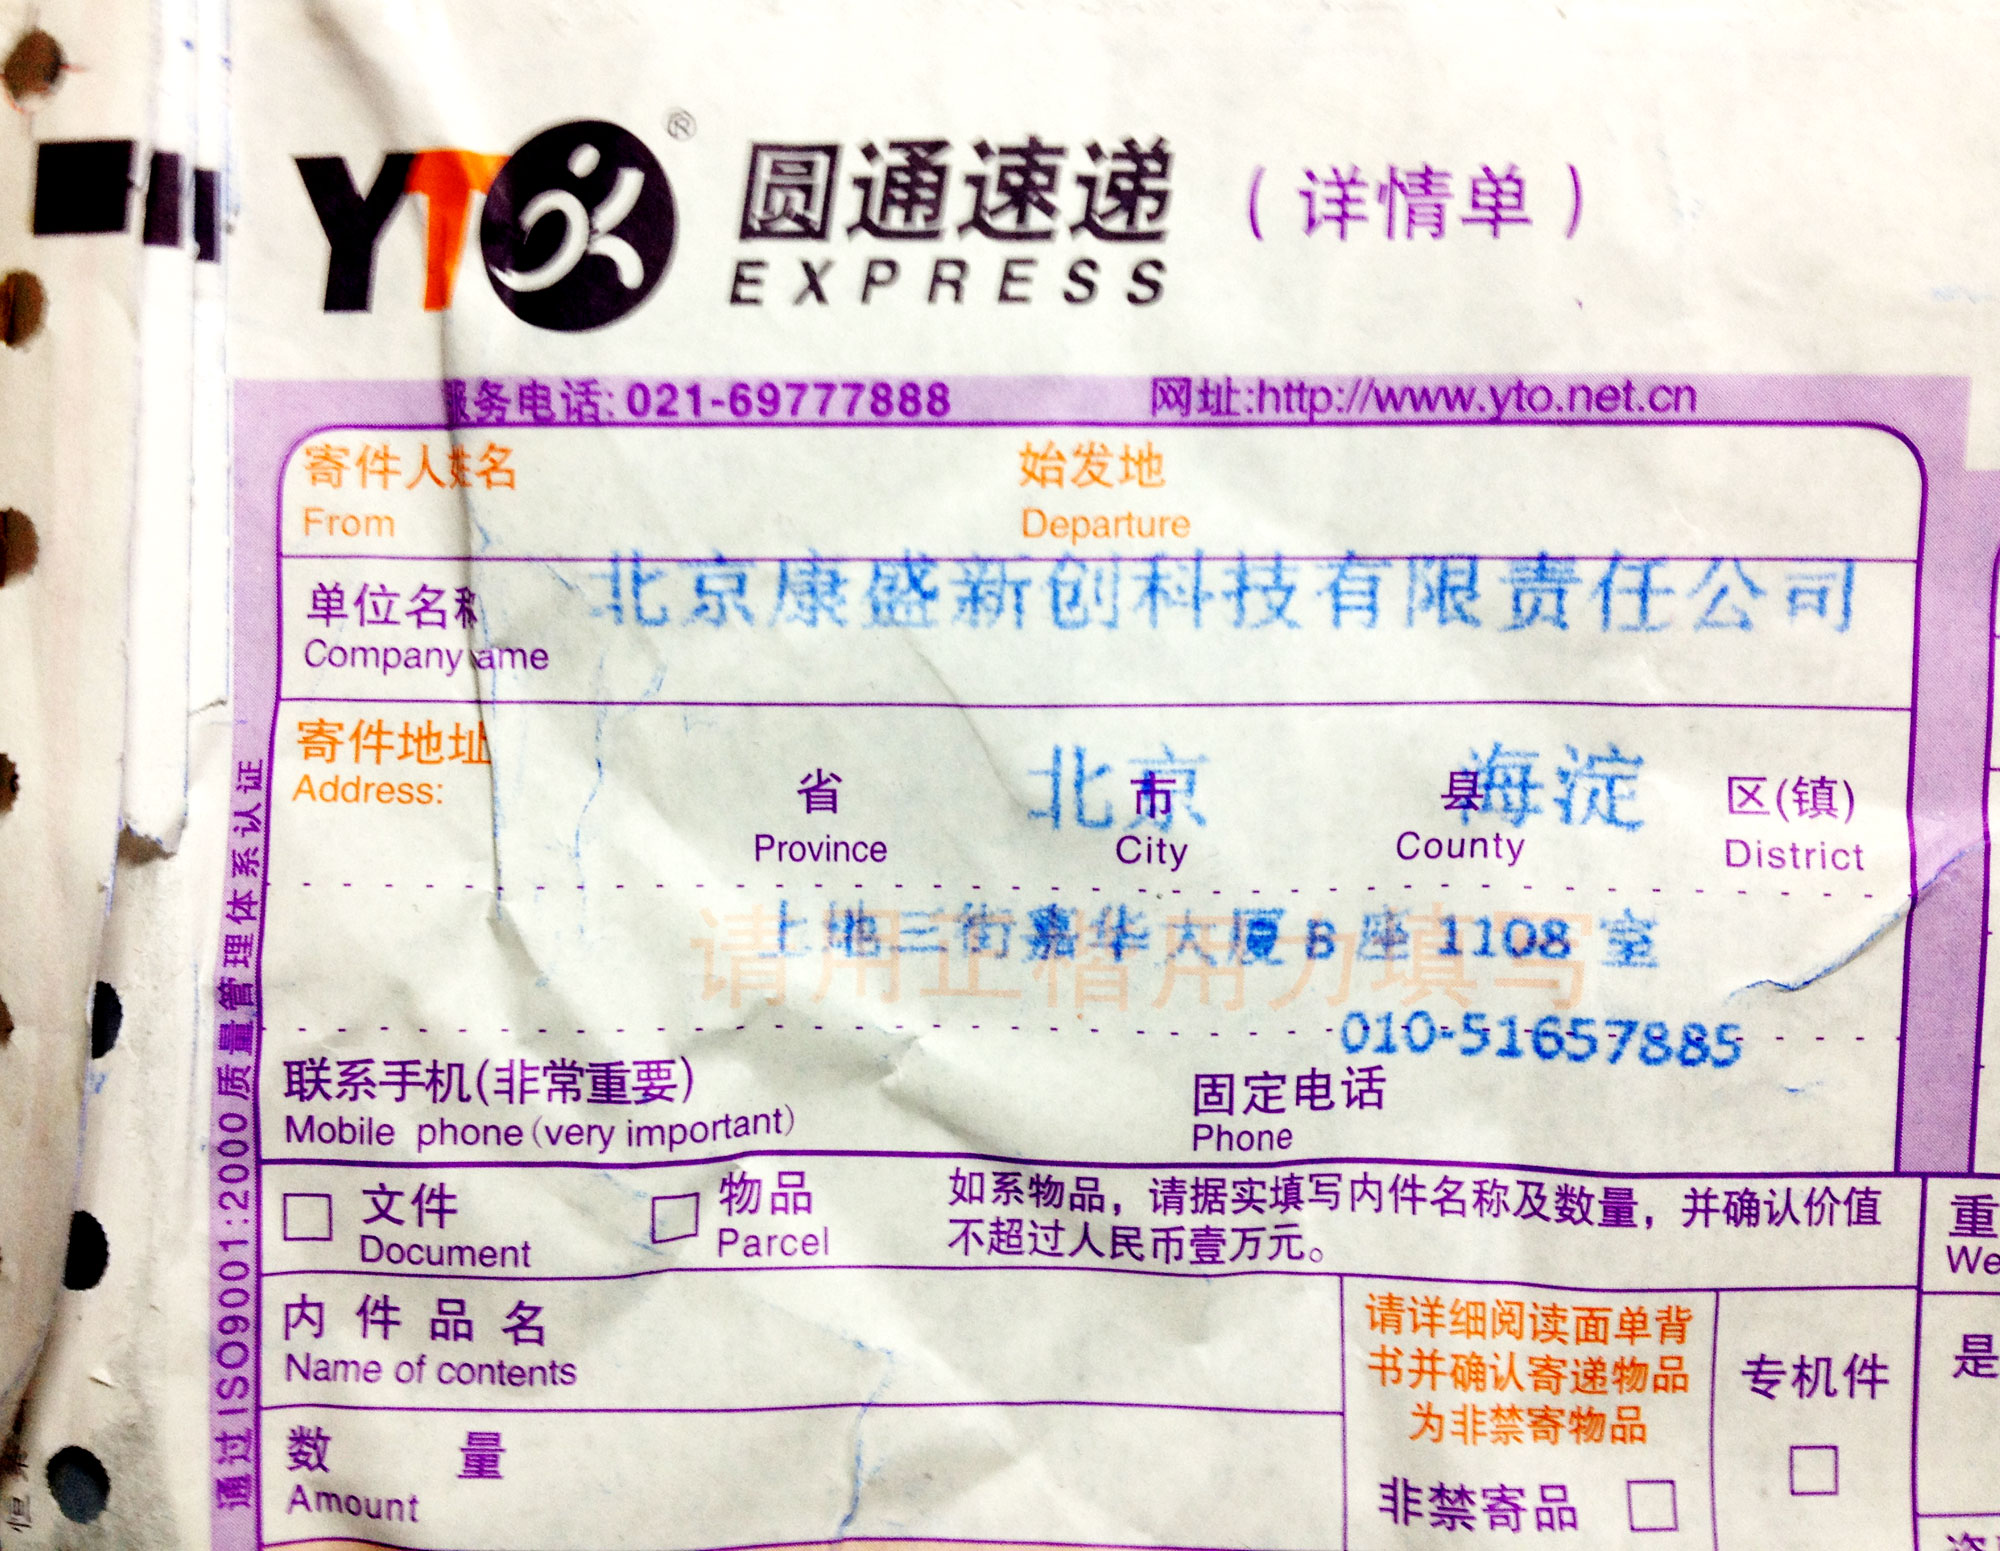 YTO ® 圆通速递 (详情单)
EXPRESS
服务电话: 021-69777888 网址:http://www.yto.net.cn
寄件人姓名 始发地
From Departure
北京康盛新创科技有限责任公司
单位名称
Company ame
寄件地址
Address:
北京 海淀
省 市 县 区(镇)
Province City County District
上地三街嘉华大厦 B 座 1108 室
请用正楷用力填写
010-51657885
联系手机(非常重要) 固定电话
Mobile phone(very important) Phone
文件 物品
Document Parcel
如系物品，请据实填写内件名称及数量，并确认价值
不超过人民币壹万元。
重
We
内件品名
Name of contents
请详细阅读面单背
书并确认寄递物品
为非禁寄物品
专机件
是
数量
Amount
非禁寄品
通过ISO9001:2000质量管理体系认证